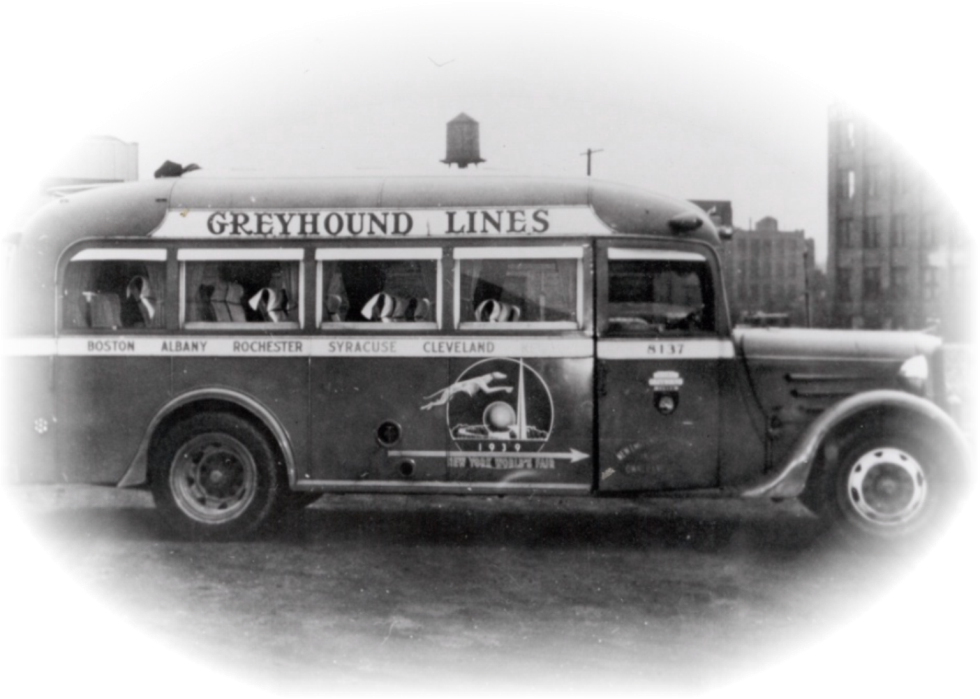 GREYHOUND LINES
BOSTON ALBANY ROCHESTER SYRACUSE CLEVELAND
8137
1939
NEW YORK WORLD'S FAIR